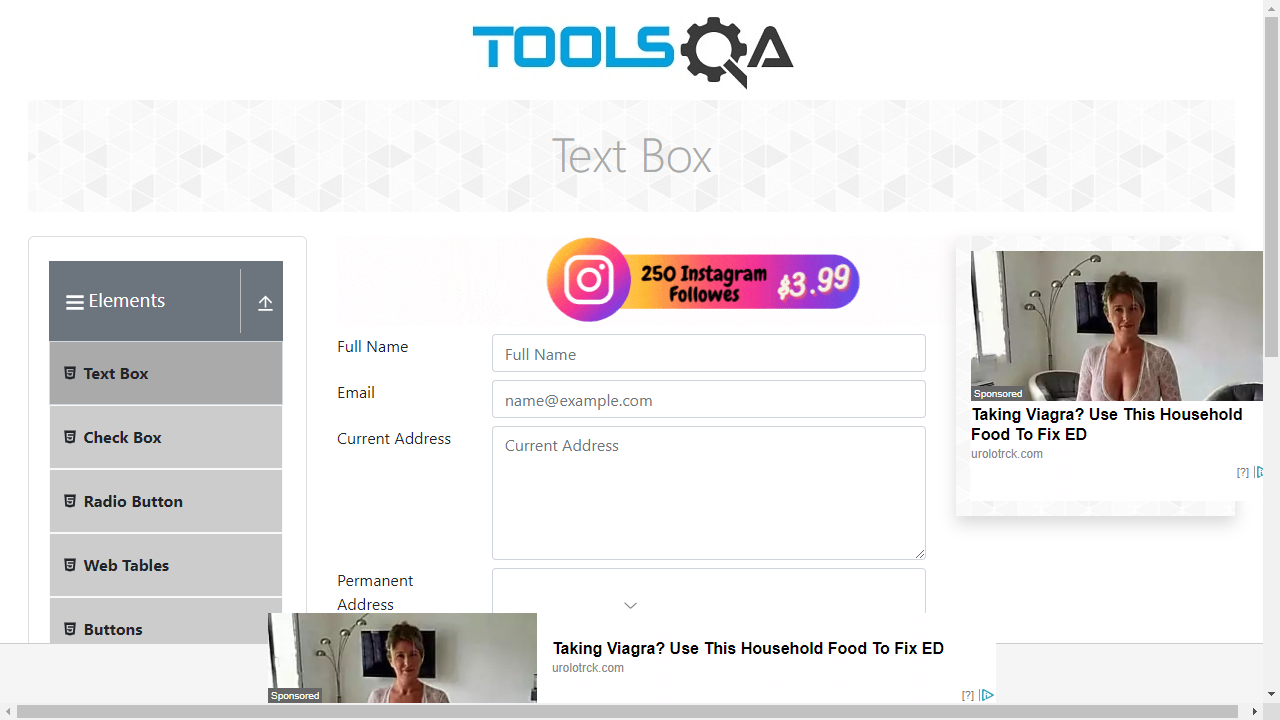 TOOLSQA
Text Box
Elements
Text Box
Check Box
Radio Button
Web Tables
Buttons
250 Instagram
Followes
$3.99
Full Name
Full Name
Email
name@example.com
Current Address
Current Address
Permanent
Address
Sponsored
Taking Viagra? Use This Household
Food To Fix ED
urolotrck.com
[?]
Sponsored
Taking Viagra? Use This Household Food To Fix ED
urolotrck.com
[?]